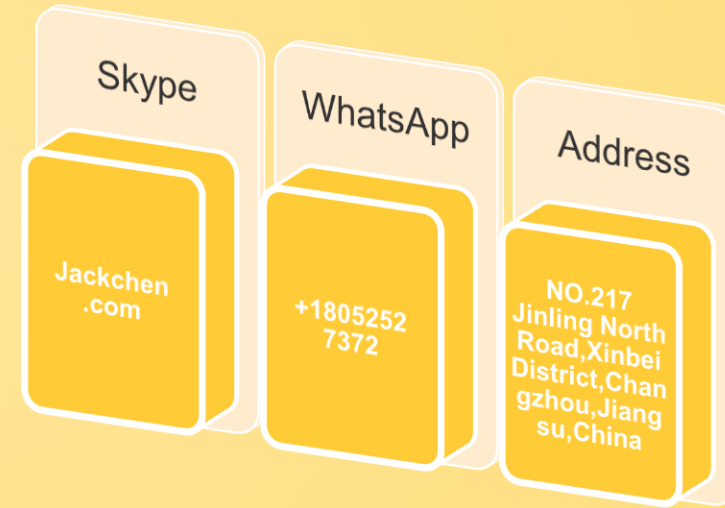 Skype
Jackchen
.com
WhatsApp
+1805252
7372
Address
NO.217
Jinling North
Road,Xinbei
District,Chan
gzhou,Jiang
su,China